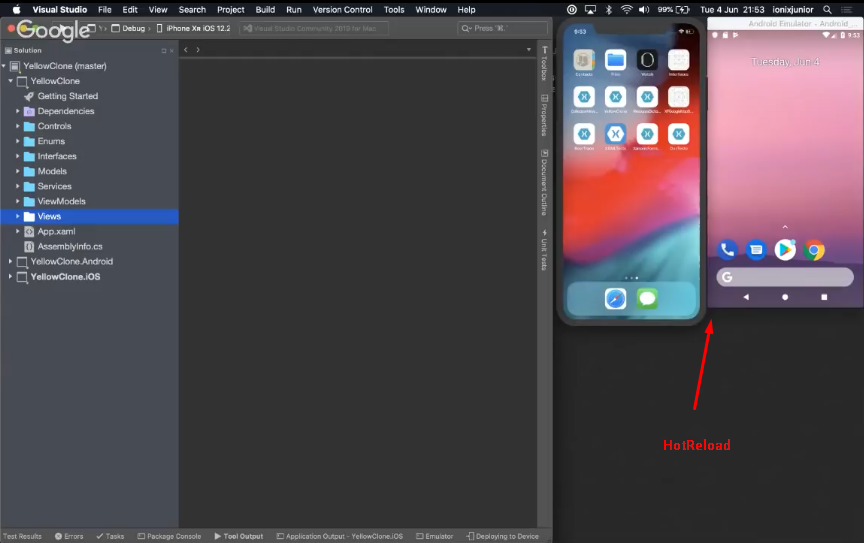 Visual Studio File Edit View Search Project Build Run Version Control Tools Window Help 99% Tue 4 Jun 21:53 ionixjunior
Google
Debug iPhone XR iOS 12.2 Visual Studio Community 2019 for Mac Press "⌘."
Android Emulator - Android_
Solution
YellowClone (master)
YellowClone
Getting Started
Dependencies
Controls
Enums
Interfaces
Models
Services
ViewModels
Views
App.xaml
AssemblyInfo.cs
YellowClone.Android
YellowClone.iOS
Toolbox
Properties
Document Outline
Unit Tests
9:53
Files Watch
9:53
Tuesday, Jun 4
HotReload
Test Results Errors Tasks Package Console Tool Output Application Output - YellowClone.iOS Emulator Deploying to Device